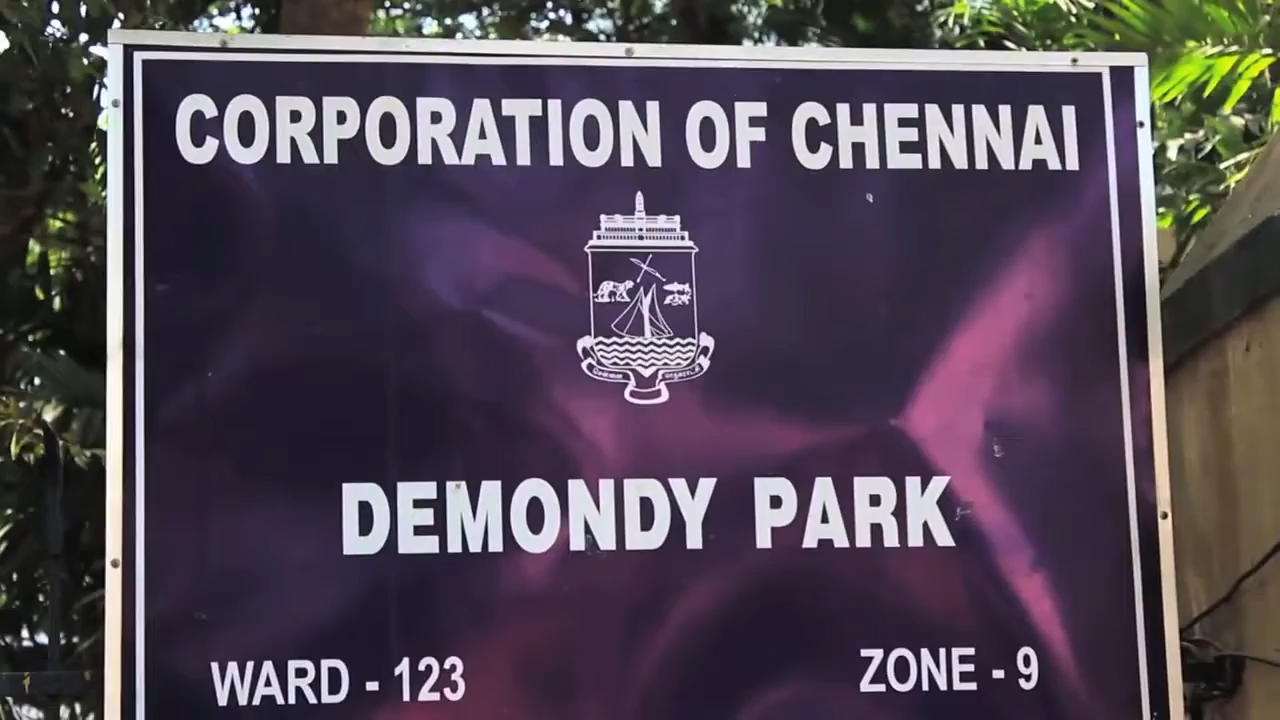 CORPORATION OF CHENNAI
DEMONDY PARK
WARD - 123
ZONE - 9